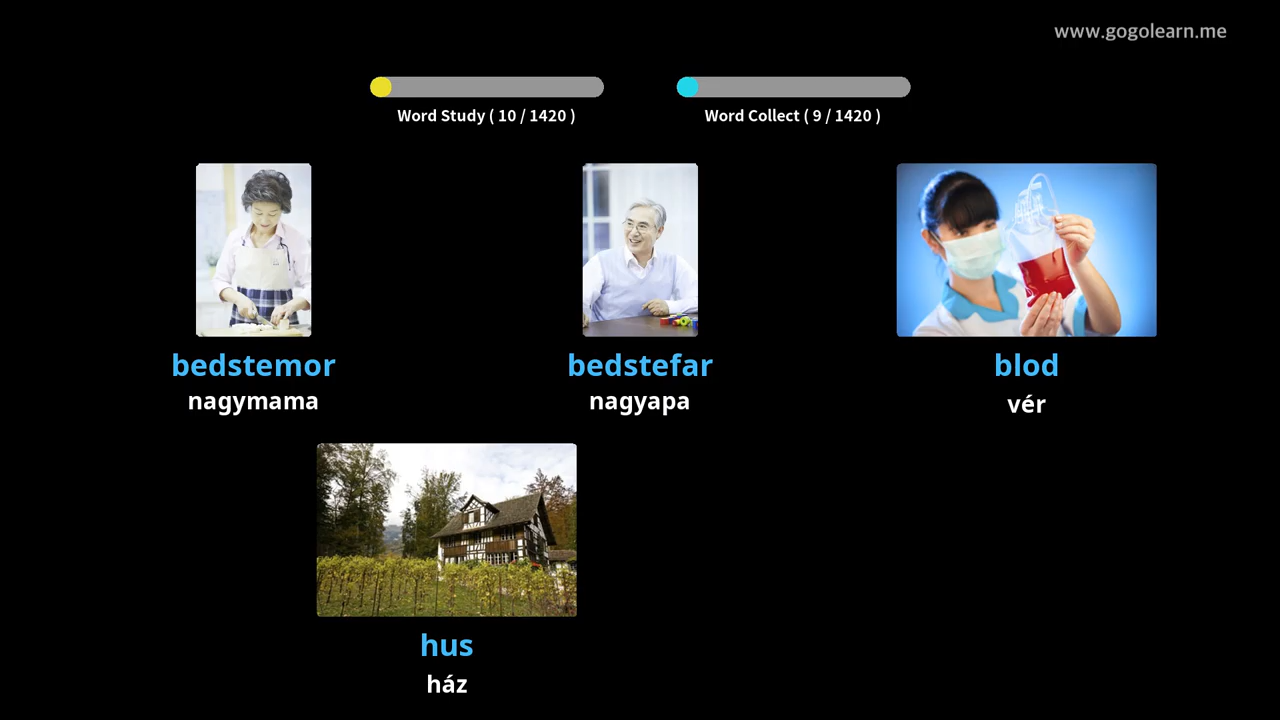 www.gogolearn.me
Word Study ( 10 / 1420 )
Word Collect ( 9 / 1420 )
bedstemor
nagymama
bedstefar
nagyapa
blod
vér
hus
ház